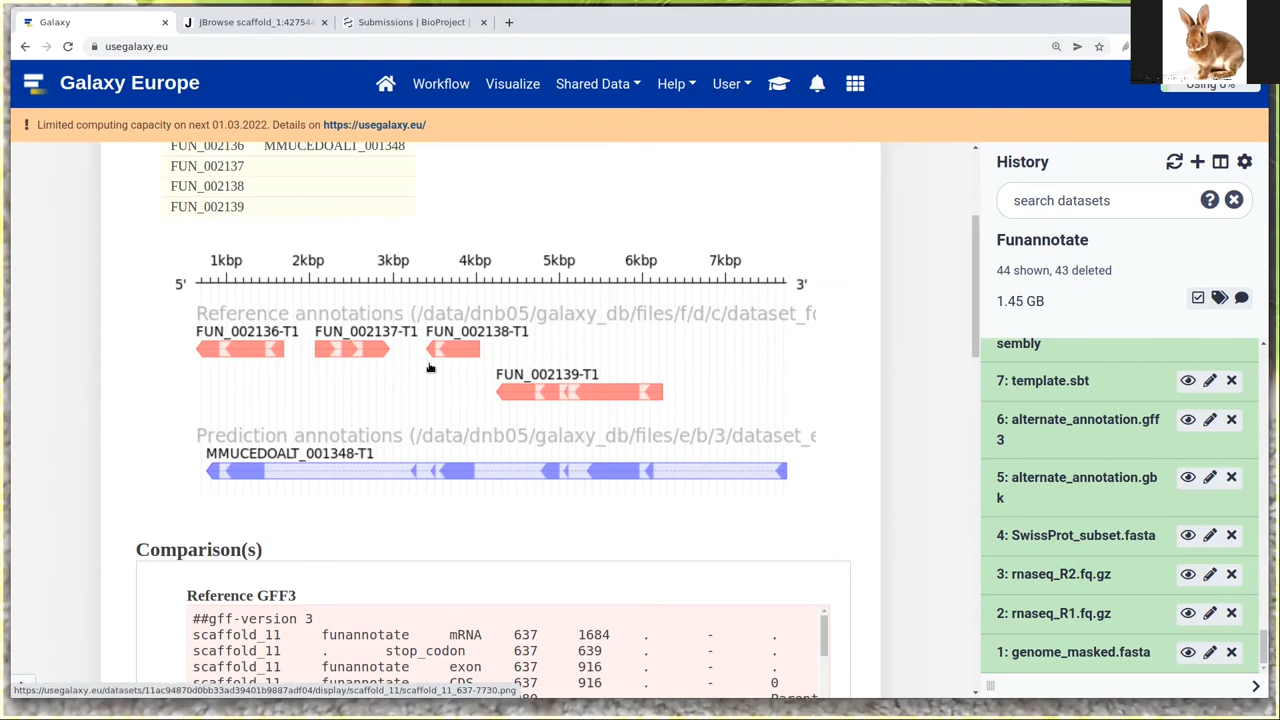 Galaxy
JBrowse scaffold_1:42754
Submissions | BioProject |
usegalaxy.eu
Galaxy Europe
Workflow
Visualize
Shared Data
Help
User
Limited computing capacity on next 01.03.2022. Details on https://usegalaxy.eu/
FUN_002136 MMUCEDOALT_001348
FUN_002137
FUN_002138
FUN_002139
1kbp 2kbp 3kbp 4kbp 5kbp 6kbp 7kbp
5' 3'
Reference annotations (/data/dnb05/galaxy_db/files/f/d/c/dataset_fc
FUN_002136-T1 FUN_002137-T1 FUN_002138-T1
FUN_002139-T1
Prediction annotations (/data/dnb05/galaxy_db/files/e/b/3/dataset_e
MMUCEDOALT_001348-T1
Comparison(s)
Reference GFF3
##gff-version 3
scaffold_11 funannotate mRNA 637 1684 . - .
scaffold_11 . stop_codon 637 639 . - .
scaffold_11 funannotate exon 637 916 . - .
scaffold_11 funannotate CDS 637 916 . - 0
https://usegalaxy.eu/datasets/11ac94870d0bb33ad39401b9887adf04/display/scaffold_11/scaffold_11_637-7730.png
History
search datasets
Funannotate
44 shown, 43 deleted
1.45 GB
sembly
7: template.sbt
6: alternate_annotation.gff
3
5: alternate_annotation.gb
k
4: SwissProt_subset.fasta
3: rnaseq_R2.fq.gz
2: rnaseq_R1.fq.gz
1: genome_masked.fasta